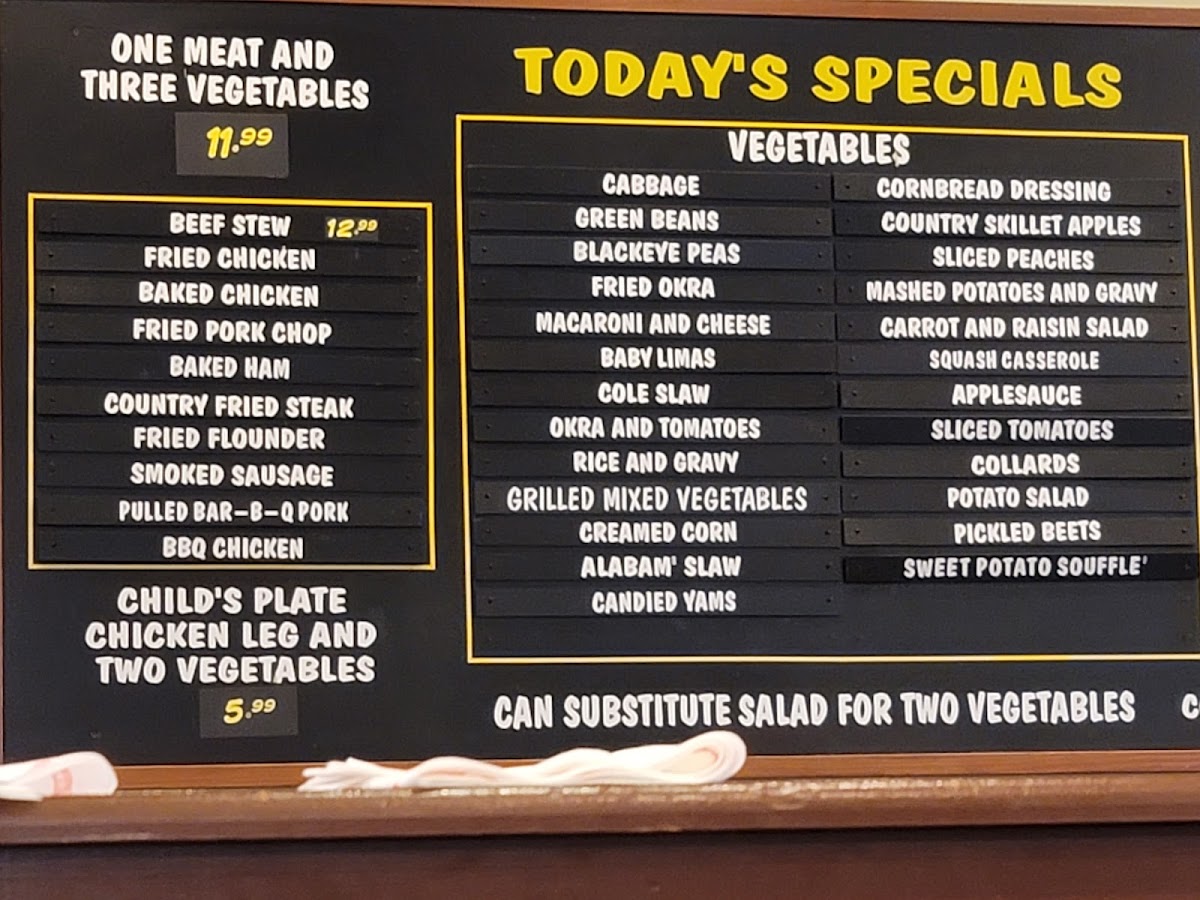 ONE MEAT AND
THREE VEGETABLES
11.99
BEEF STEW 12.99
FRIED CHICKEN
BAKED CHICKEN
FRIED PORK CHOP
BAKED HAM
COUNTRY FRIED STEAK
FRIED FLOUNDER
SMOKED SAUSAGE
PULLED BAR-B-Q PORK
BBQ CHICKEN
CHILD'S PLATE
CHICKEN LEG AND
TWO VEGETABLES
5.99
TODAY'S SPECIALS
VEGETABLES
CABBAGE
GREEN BEANS
BLACKEYE PEAS
FRIED OKRA
MACARONI AND CHEESE
BABY LIMAS
COLE SLAW
OKRA AND TOMATOES
RICE AND GRAVY
GRILLED MIXED VEGETABLES
CREAMED CORN
ALABAM' SLAW
CANDIED YAMS
CORNBREAD DRESSING
COUNTRY SKILLET APPLES
SLICED PEACHES
MASHED POTATOES AND GRAVY
CARROT AND RAISIN SALAD
SQUASH CASSEROLE
APPLESAUCE
SLICED TOMATOES
COLLARDS
POTATO SALAD
PICKLED BEETS
SWEET POTATO SOUFFLE'
CAN SUBSTITUTE SALAD FOR TWO VEGETABLES